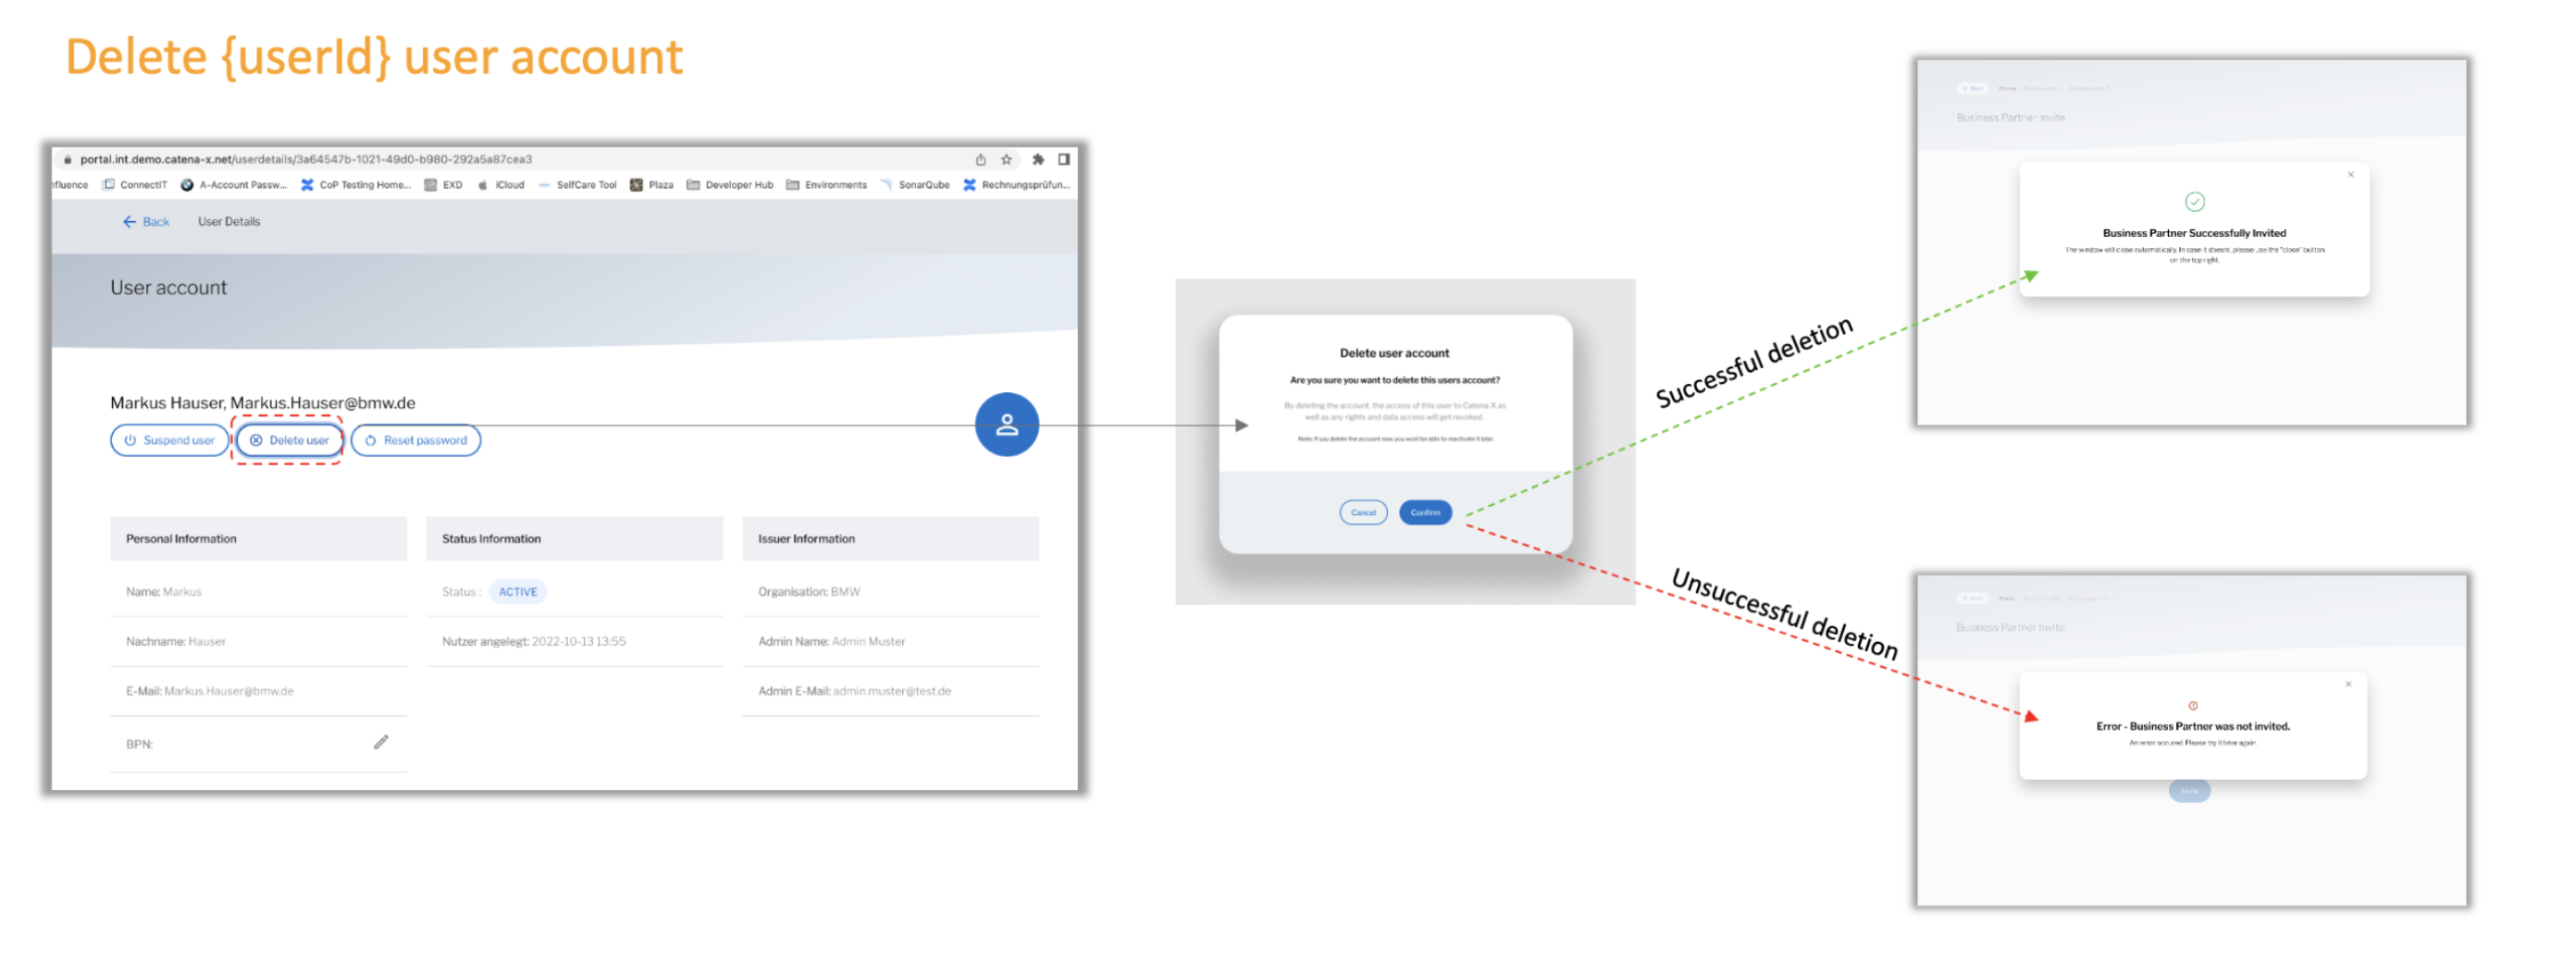 Delete {userId} user account
portal.int.demo.catena-x.net/userdetails/3a64547b-1021-49d0-b980-292a5a87cea3
nfluence ConnectIT A-Account Passw... CoP Testing Home... EXD iCloud SelfCare Tool Plaza Developer Hub Environments SonarQube Rechnungsprüfun...
Back User Details
User account
Markus Hauser, Markus.Hauser@bmw.de
Suspend user Delete user Reset password
Personal Information
Name: Markus
Nachname: Hauser
E-Mail: Markus.Hauser@bmw.de
BPN:
Status Information
Status : ACTIVE
Nutzer angelegt: 2022-10-13 13:55
Issuer Information
Organisation: BMW
Admin Name: Admin Muster
Admin E-Mail: admin.muster@test.de
Delete user account
Are you sure you want to delete this users account?
By deleting the account, the access of this user to Catena-X as
well as any rights and data access will get revoked.
Note: If you delete the account now, you wont be able to reactivate it later.
Cancel Confirm
Successful deletion
Unsuccessful deletion
Back Home
Business Partner Invite
Business Partner Successfully Invited
The window will close automatically. In case it doesnt, please use the "close" button
on the top right.
Business Partner Invite
Error - Business Partner was not invited.
An error occured. Please try it later again.
Invite